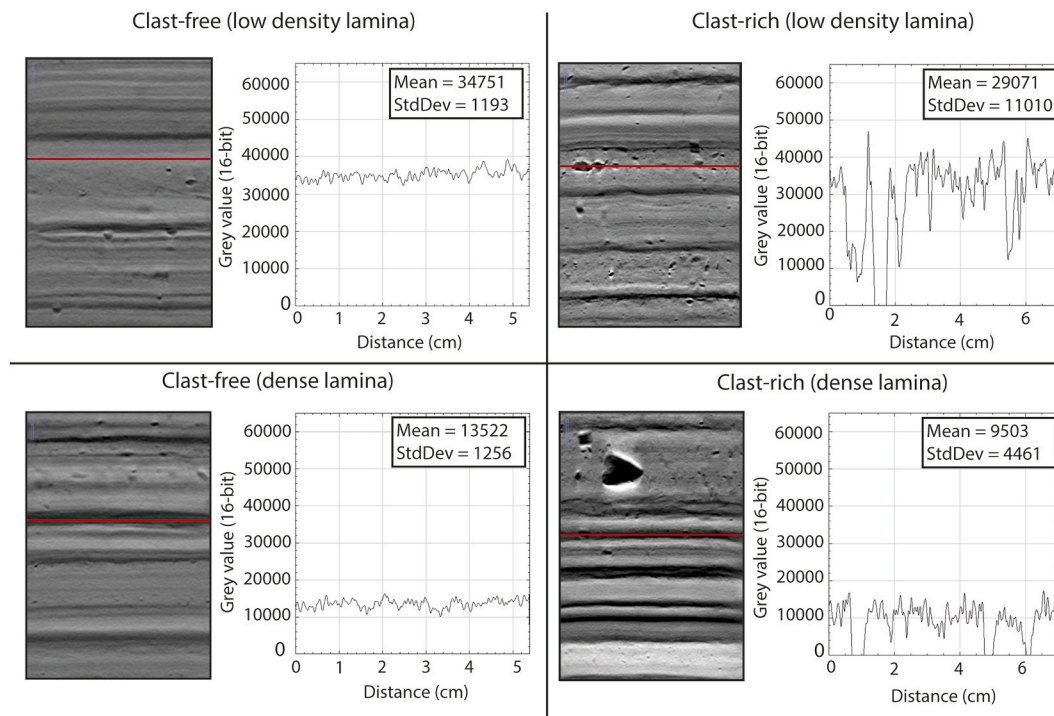 Clast-free (low density lamina)
Grey value (16-bit)
60000
50000
40000
30000
20000
10000
0
Mean = 34751
StdDev = 1193
0 1 2 3 4 5
Distance (cm)
Clast-rich (low density lamina)
Grey value (16-bit)
60000
50000
40000
30000
20000
10000
0
Mean = 29071
StdDev = 11010
0 2 4 6
Distance (cm)
Clast-free (dense lamina)
Grey value (16-bit)
60000
50000
40000
30000
20000
10000
0
Mean = 13522
StdDev = 1256
0 1 2 3 4 5
Distance (cm)
Clast-rich (dense lamina)
Grey value (16-bit)
60000
50000
40000
30000
20000
10000
0
Mean = 9503
StdDev = 4461
0 2 4 6
Distance (cm)